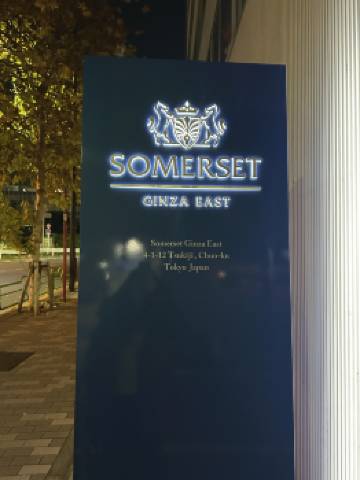 SOMERSET
GINZA EAST
Somerset Ginza East
4-1-12 Tsukiji, Chuo-ku
Tokyo Japan